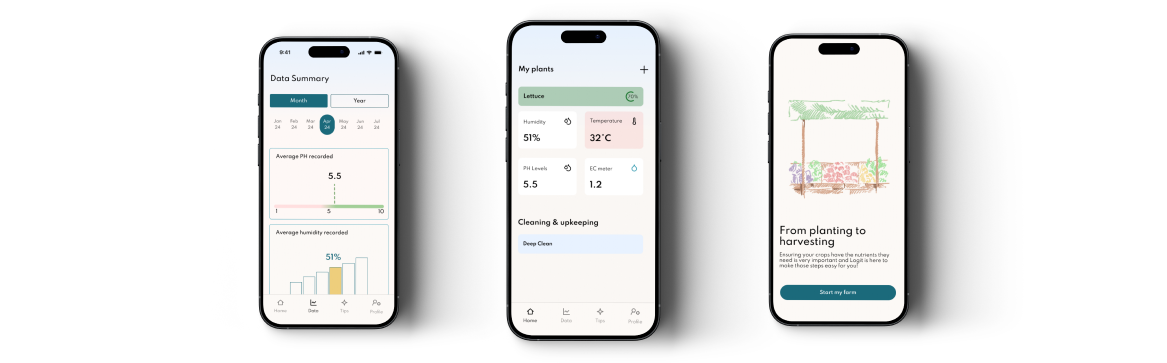 9:41
Data Summary
Month Year
Jan Feb Mar Apr May Jun Jul
24 24 24 24 24 24 24
Average PH recorded
5.5
1 5 10
Average humidity recorded
51%
Home Data Tips Profile
My plants
Lettuce 70%
Humidity Temperature
51% 32°C
PH Levels EC meter
5.5 1.2
Cleaning & upkeeping
Deep Clean
Home Data Tips Profile
From planting to
harvesting
Ensuring your crops have the nutrients they
need is very important and Logit is here to
make those steps easy for you!
Start my farm